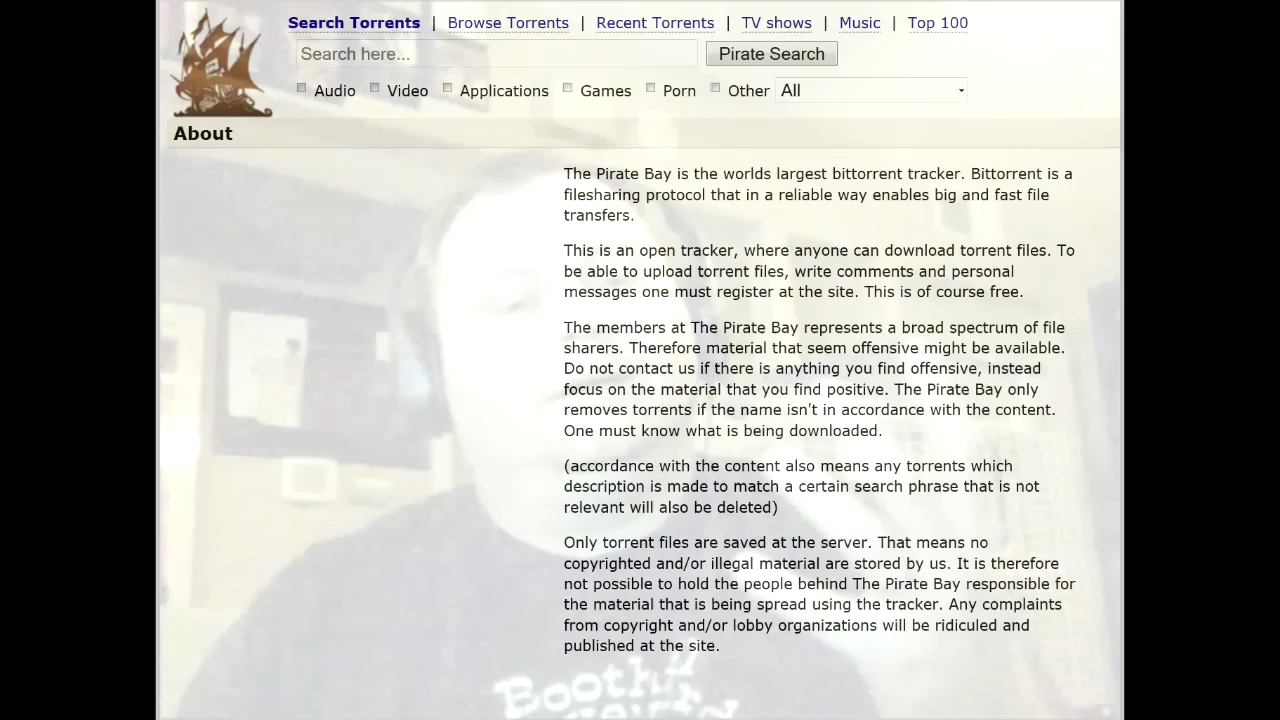 Search Torrents | Browse Torrents | Recent Torrents | TV shows | Music | Top 100
Search here... Pirate Search
Audio Video Applications Games Porn Other All
About
The Pirate Bay is the worlds largest bittorrent tracker. Bittorrent is a
filesharing protocol that in a reliable way enables big and fast file
transfers.
This is an open tracker, where anyone can download torrent files. To
be able to upload torrent files, write comments and personal
messages one must register at the site. This is of course free.
The members at The Pirate Bay represents a broad spectrum of file
sharers. Therefore material that seem offensive might be available.
Do not contact us if there is anything you find offensive, instead
focus on the material that you find positive. The Pirate Bay only
removes torrents if the name isn't in accordance with the content.
One must know what is being downloaded.
(accordance with the content also means any torrents which
description is made to match a certain search phrase that is not
relevant will also be deleted)
Only torrent files are saved at the server. That means no
copyrighted and/or illegal material are stored by us. It is therefore
not possible to hold the people behind The Pirate Bay responsible for
the material that is being spread using the tracker. Any complaints
from copyright and/or lobby organizations will be ridiculed and
published at the site.